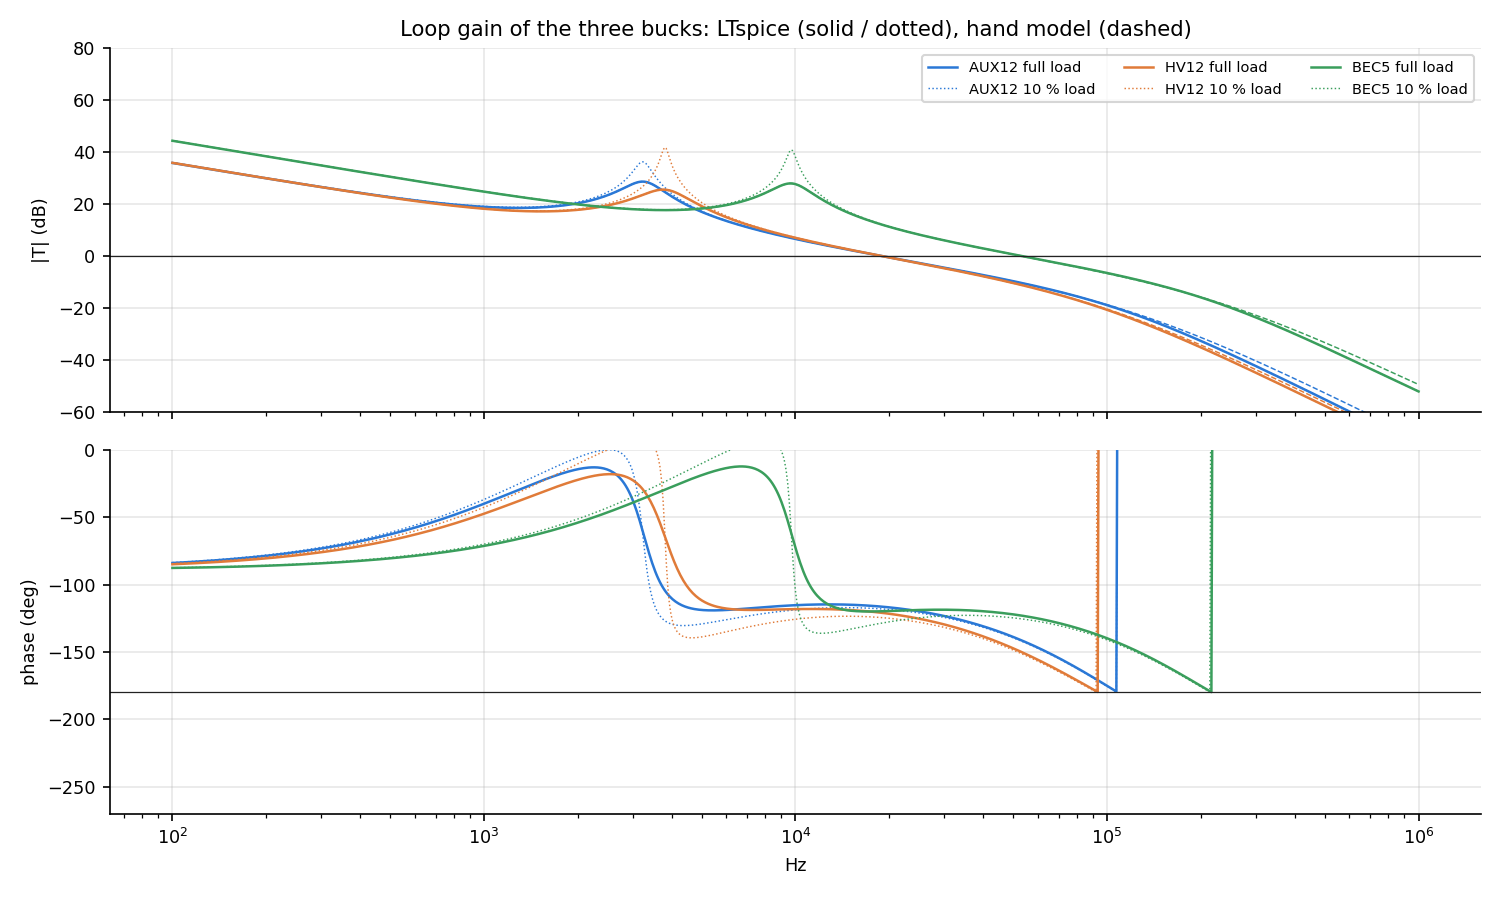 Loop gain of the three bucks: LTspice (solid / dotted), hand model (dashed)
AUX12 full load
AUX12 10 % load
HV12 full load
HV12 10 % load
BEC5 full load
BEC5 10 % load
|T| (dB)
80
60
40
20
0
−20
−40
−60
phase (deg)
0
−50
−100
−150
−200
−250
10²
10³
10⁴
10⁵
10⁶
Hz